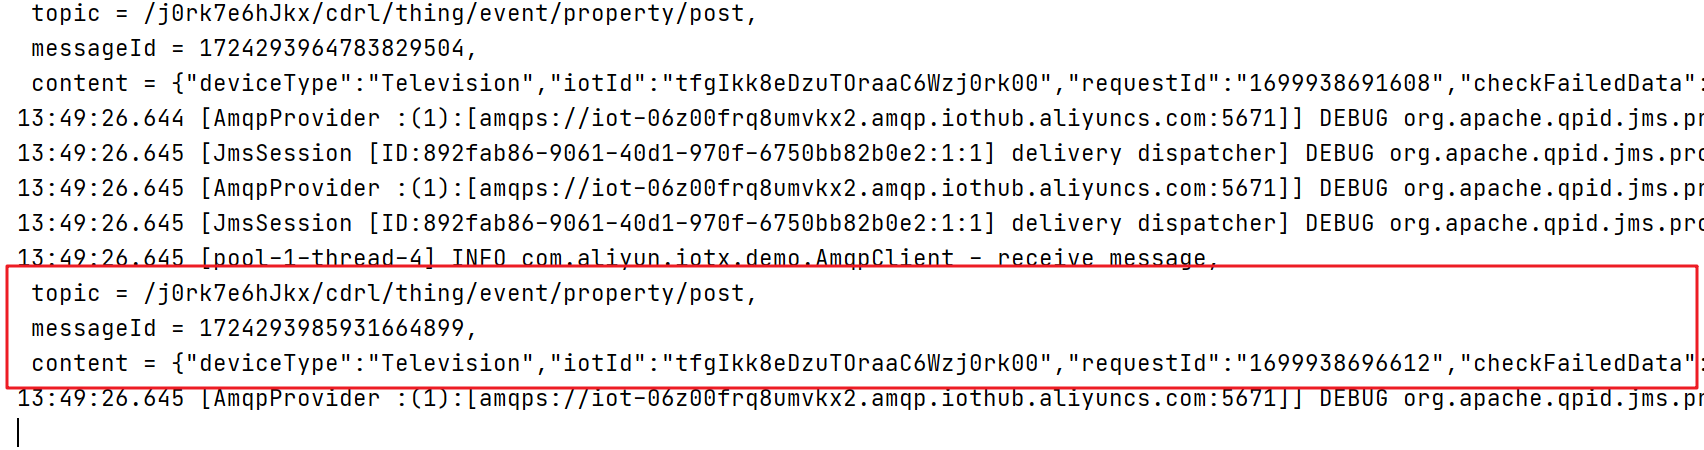 topic = /j0rk7e6hJkx/cdrl/thing/event/property/post,
messageId = 1724293964783829504,
content = {"deviceType":"Television","iotId":"tfgIkk8eDzuTOraaC6Wzj0rk00","requestId":"1699938691608","checkFailedData":
13:49:26.644 [AmqpProvider :(1):[amqps://iot-06z00frq8umvkx2.amqp.iothub.aliyuncs.com:5671]] DEBUG org.apache.qpid.jms.pr
13:49:26.645 [JmsSession [ID:892fab86-9061-40d1-970f-6750bb82b0e2:1:1] delivery dispatcher] DEBUG org.apache.qpid.jms.pro
13:49:26.645 [AmqpProvider :(1):[amqps://iot-06z00frq8umvkx2.amqp.iothub.aliyuncs.com:5671]] DEBUG org.apache.qpid.jms.pr
13:49:26.645 [JmsSession [ID:892fab86-9061-40d1-970f-6750bb82b0e2:1:1] delivery dispatcher] DEBUG org.apache.qpid.jms.pro
13:49:26.645 [pool-1-thread-4] INFO com.aliyun.iotx.demo.AmqpClient - receive message,
topic = /j0rk7e6hJkx/cdrl/thing/event/property/post,
messageId = 1724293985931664899,
content = {"deviceType":"Television","iotId":"tfgIkk8eDzuTOraaC6Wzj0rk00","requestId":"1699938696612","checkFailedData":
13:49:26.645 [AmqpProvider :(1):[amqps://iot-06z00frq8umvkx2.amqp.iothub.aliyuncs.com:5671]] DEBUG org.apache.qpid.jms.pr